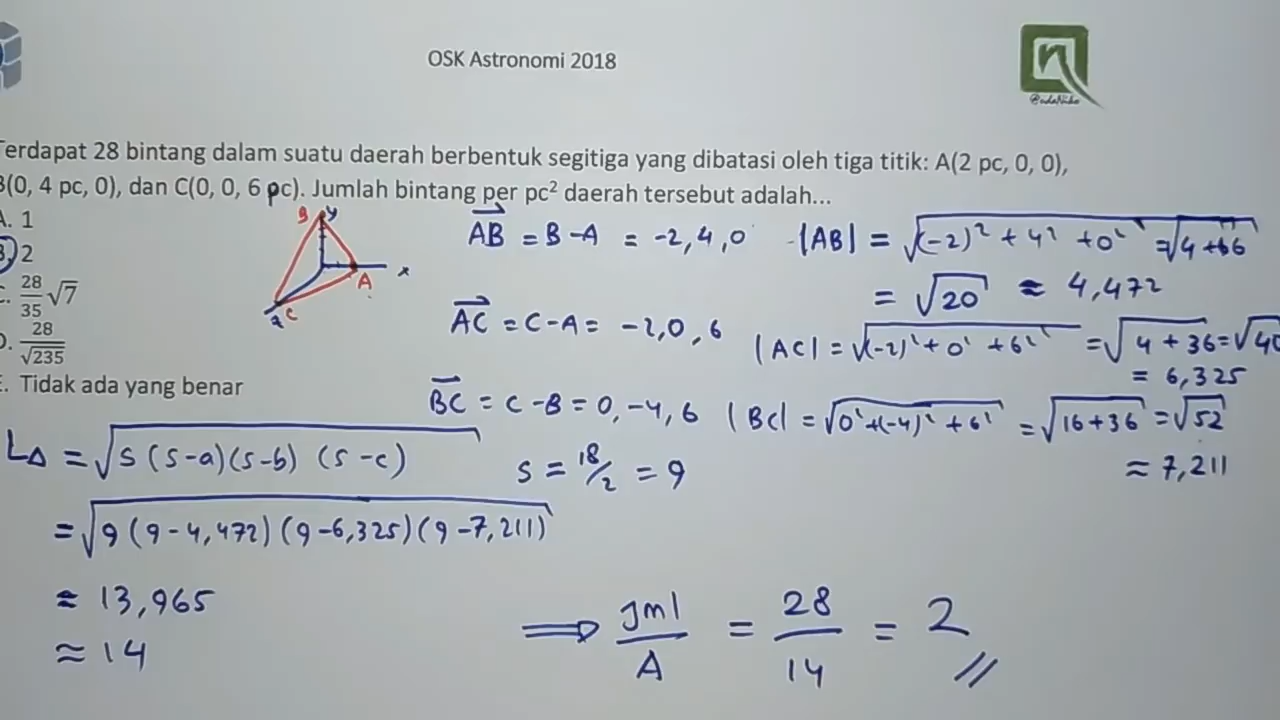 OSK Astronomi 2018
@udaNuko
Terdapat 28 bintang dalam suatu daerah berbentuk segitiga yang dibatasi oleh tiga titik: A(2 pc, 0, 0),
B(0, 4 pc, 0), dan C(0, 0, 6 pc). Jumlah bintang per pc² daerah tersebut adalah...
A. 1
B. 2
C. 28/35 √7
D. 28/√235
E. Tidak ada yang benar
B y
x
A
z C
AB = B - A = -2, 4, 0 |AB| = √(-2)² + 4² + 0² = √4 + 16
= √20 ≈ 4,472
AC = C - A = -2, 0, 6 |AC| = √(-2)² + 0² + 6² = √4 + 36 = √40
= 6,325
BC = C - B = 0, -4, 6 |BC| = √0² + (-4)² + 6² = √16 + 36 = √52
≈ 7,211
L△ = √s (s-a)(s-b) (s-c) s = 18/2 = 9
= √9 (9-4,472) (9-6,325) (9-7,211)
≈ 13,965
≈ 14
⇒ Jml/A = 28/14 = 2 //